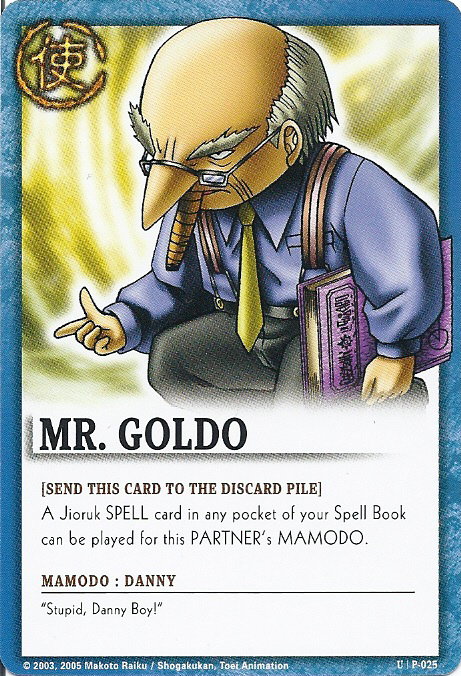 使
MR. GOLDO
[SEND THIS CARD TO THE DISCARD PILE]
A Jioruk SPELL card in any pocket of your Spell Book
can be played for this PARTNER's MAMODO.
MAMODO : DANNY
"Stupid, Danny Boy!"
© 2003, 2005 Makoto Raiku / Shogakukan, Toei Animation
U | P-025